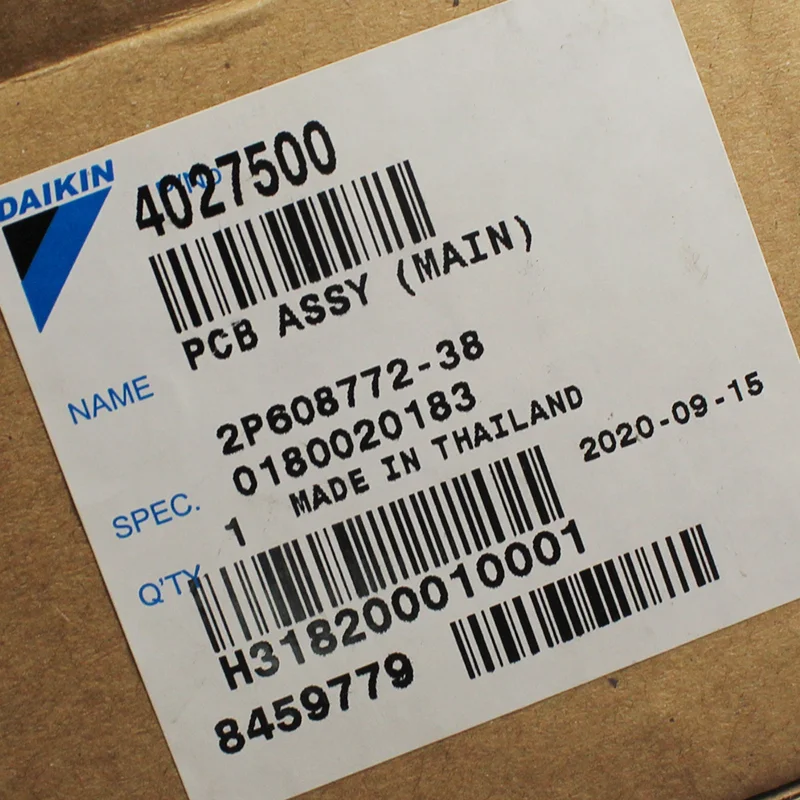 DAIKIN
P/NO
4027500
PCB ASSY (MAIN)
NAME
2P608772-38
0180020183
SPEC.
1 MADE IN THAILAND 2020-09-15
Q'TY
H318200010001
8459779